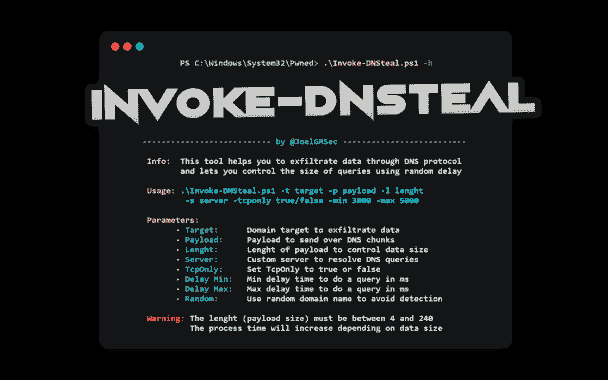 PS C:\Windows\System32\Pwned> .\Invoke-DNSteal.ps1 -h
INVOKE-DNSTEAL
--------------------------- by @JoelGMSec --------------------------
Info: This tool helps you to exfiltrate data through DNS protocol
and lets you control the size of queries using random delay
Usage: .\Invoke-DNSteal.ps1 -t target -p payload -l lenght
-s server -tcponly true/false -min 3000 -max 5000
Parameters:
· Target: Domain target to exfiltrate data
· Payload: Payload to send over DNS chunks
· Lenght: Lenght of payload to control data size
· Server: Custom server to resolve DNS queries
· TcpOnly: Set TcpOnly to true or false
· Delay Min: Min delay time to do a query in ms
· Delay Max: Max delay time to do a query in ms
· Random: Use random domain name to avoid detection
Warning: The lenght (payload size) must be between 4 and 240
The process time will increase depending on data size